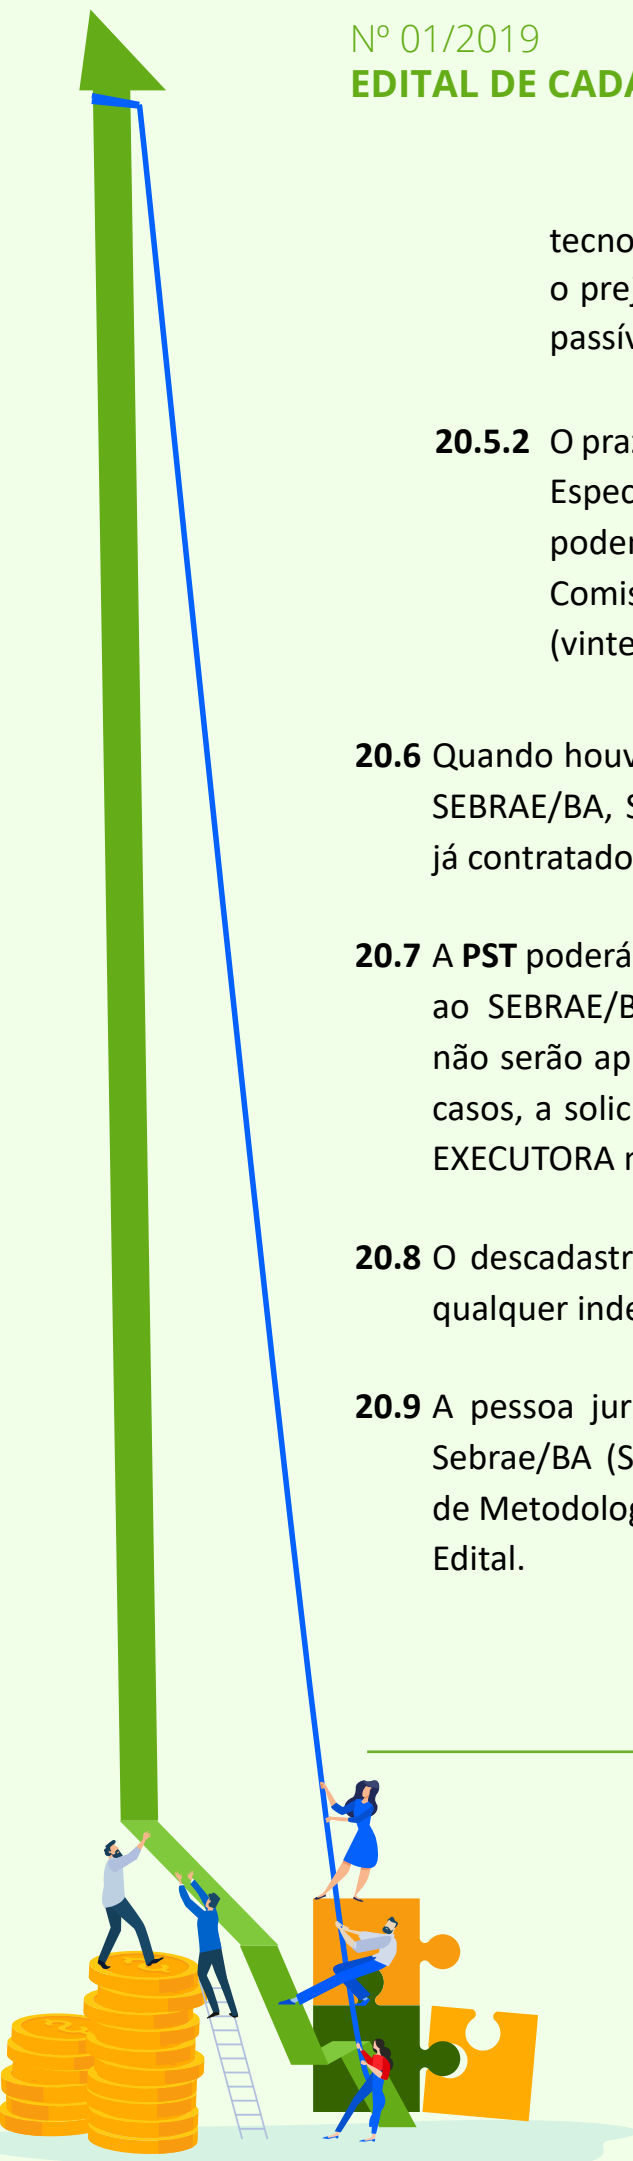 Nº 01/2019
EDITAL DE CADA
tecno
o prej
passív
20.5.2 O praz
Espec
poder
Comis
(vinte
20.6 Quando houv
SEBRAE/BA, S
já contratado
20.7 A PST poderá
ao SEBRAE/B
não serão ap
casos, a solic
EXECUTORA n
20.8 O descadastr
qualquer inde
20.9 A pessoa jur
Sebrae/BA (S
de Metodolog
Edital.